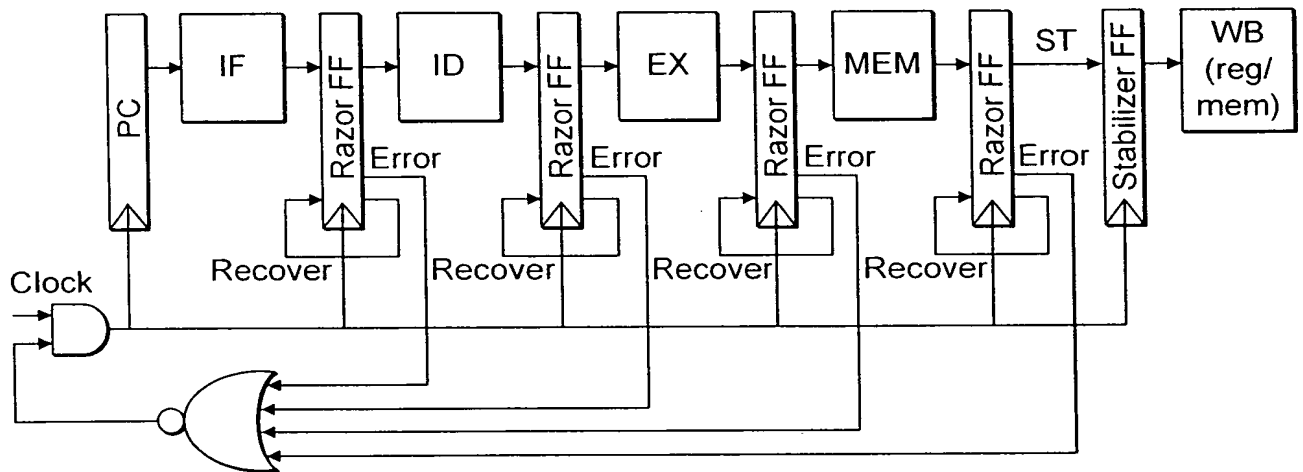 PC
IF
Razor FF
ID
Razor FF
EX
Razor FF
MEM
Razor FF
ST
Stabilizer FF
WB
(reg/
mem)
Error
Error
Error
Error
Recover
Recover
Recover
Recover
Clock